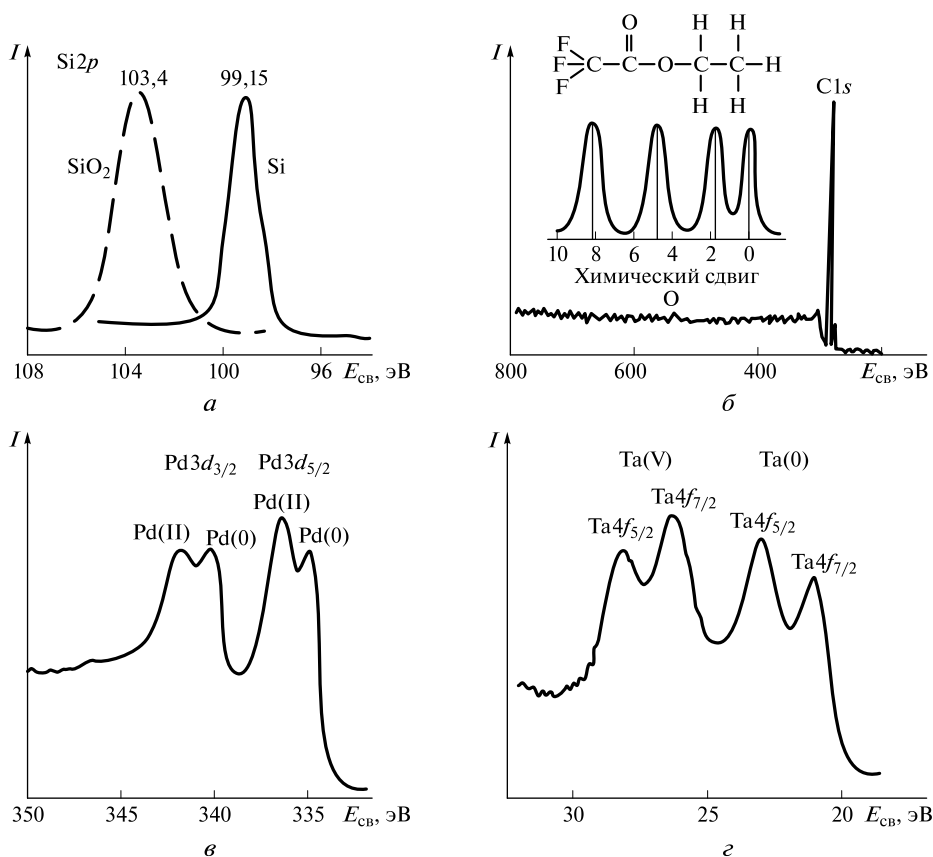 I
Si2p
103,4
99,15
SiO₂
Si
108
104
100
96
Eсв, эВ
а
I
O
H H
F
F C C O C C H
F
H H
C1s
10 8 6 4 2 0
Химический сдвиг
O
800
600
400
Eсв, эВ
б
I
Pd3d3/2
Pd3d5/2
Pd(II)
Pd(0)
Pd(II)
Pd(0)
350
345
340
335
Eсв, эВ
в
I
Ta(V)
Ta(0)
Ta4f5/2
Ta4f7/2
Ta4f5/2
Ta4f7/2
30
25
20
Eсв, эВ
г